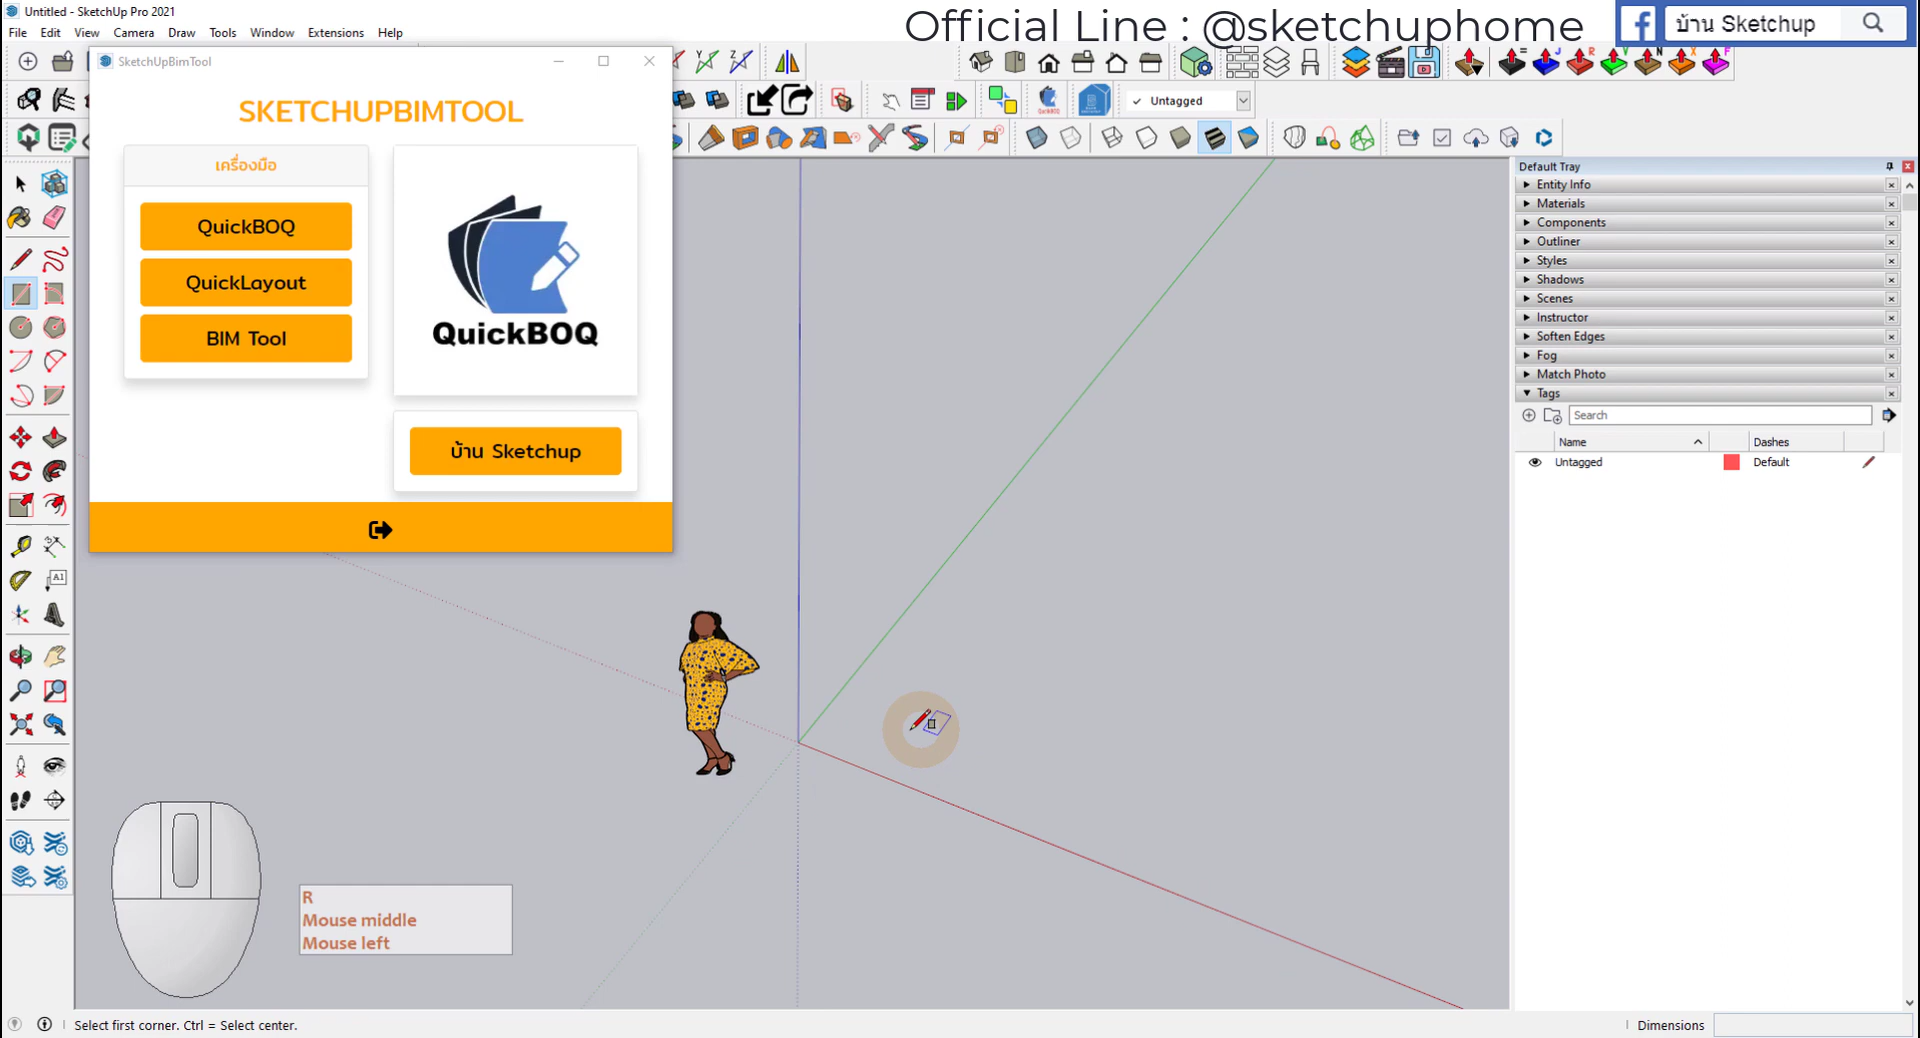 Untitled - SketchUp Pro 2021
Official Line : @sketchuphome
บ้าน Sketchup
File Edit View Camera Draw Tools Window Extensions Help
SketchUpBimTool
SKETCHUPBIMTOOL
เครื่องมือ
QuickBOQ
QuickLayout
BIM Tool
QuickBOQ
บ้าน Sketchup
Untagged
Default Tray
Entity Info
Materials
Components
Outliner
Styles
Shadows
Scenes
Instructor
Soften Edges
Fog
Match Photo
Tags
Search
Name Dashes
Untagged Default
R
Mouse middle
Mouse left
Select first corner. Ctrl = Select center.
Dimensions